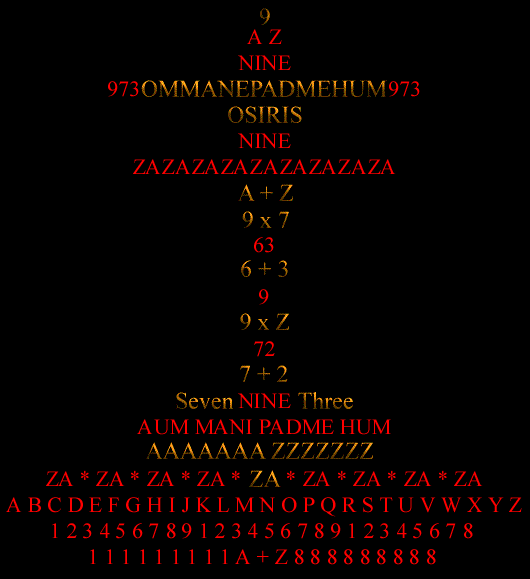 9
A Z
NINE
973OMMANEPADMEHUM973
OSIRIS
NINE
ZAZAZAZAZAZAZAZAZA
A + Z
9 x 7
63
6 + 3
9
9 x Z
72
7 + 2
Seven NINE Three
AUM MANI PADME HUM
AAAAAAA ZZZZZZZ
ZA * ZA * ZA * ZA * ZA * ZA * ZA * ZA * ZA
A B C D E F G H I J K L M N O P Q R S T U V W X Y Z
1 2 3 4 5 6 7 8 9 1 2 3 4 5 6 7 8 9 1 2 3 4 5 6 7 8
1 1 1 1 1 1 1 1 1 A + Z 8 8 8 8 8 8 8 8 8